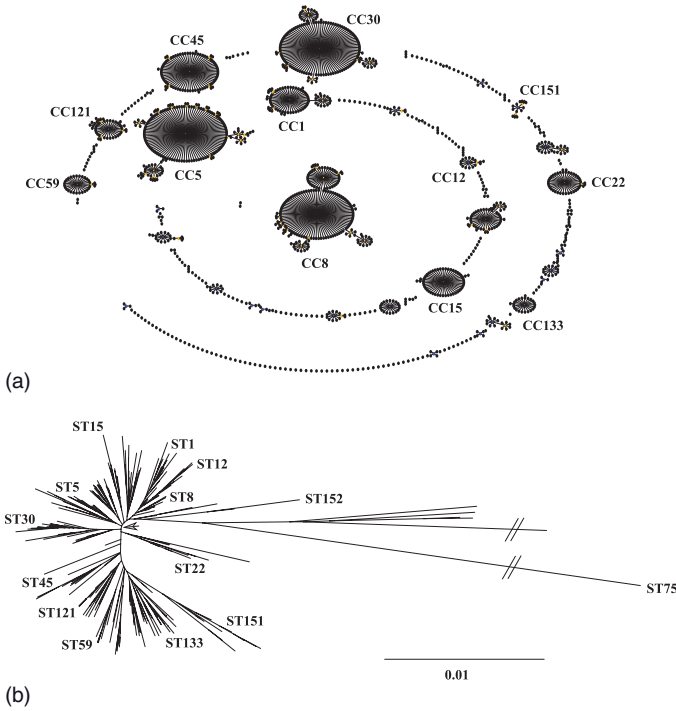 CC30
CC45
CC151
CC121
CC1
CC12
CC59
CC5
CC22
CC8
CC15
CC133
(a)
ST15
ST1
ST12
ST5
ST8
ST152
ST30
ST22
ST45
ST75
ST121
ST151
ST59
ST133
0.01
(b)